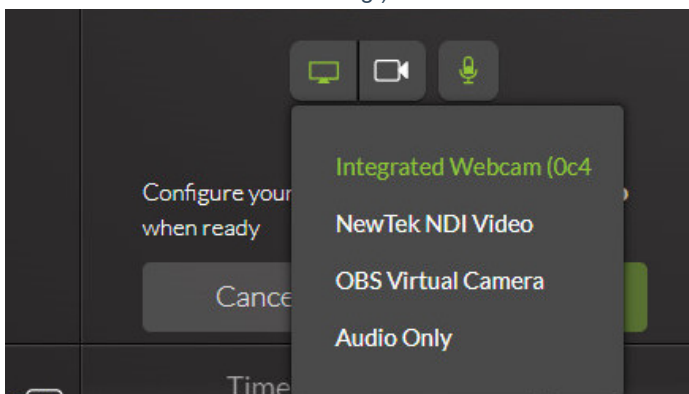 Integrated Webcam (0c4
Configure your
when ready
NewTek NDI Video
OBS Virtual Camera
Cance
Audio Only
Time